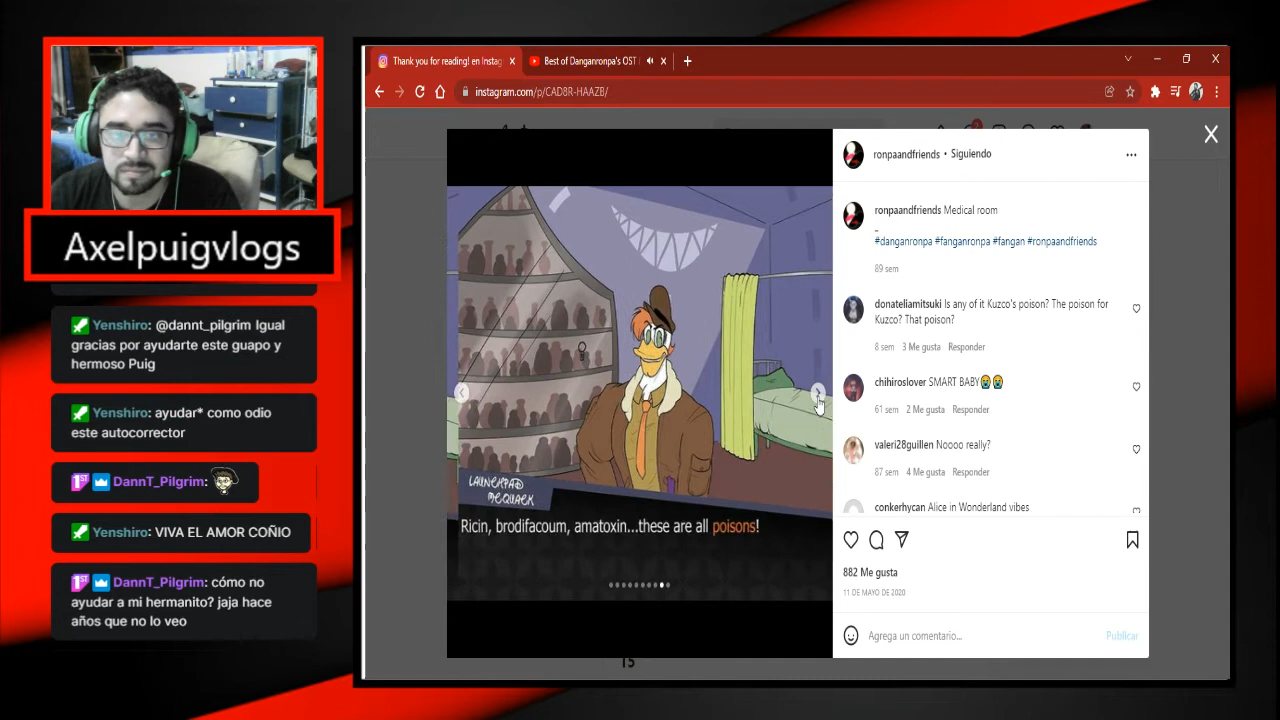 Axelpuigvlogs
Yenshiro: @dannt_pilgrim Igual
gracias por ayudarte este guapo y
hermoso Puig
Yenshiro: ayudar* como odio
este autocorrector
1ST DannT_Pilgrim:
Yenshiro: VIVA EL AMOR COÑIO
1ST DannT_Pilgrim: cómo no
ayudar a mi hermanito? jaja hace
años que no lo veo
Thank you for reading! en Instag
Best of Danganronpa's OST
instagram.com/p/CAD8R-HAAZB/
LAUNCHPAD
MCQUACK
Ricin, brodifacoum, amatoxin...these are all poisons!
ronpaandfriends • Siguiendo
ronpaandfriends Medical room
_
#danganronpa #fanganronpa #fangan #ronpaandfriends
89 sem
donateliamitsuki Is any of it Kuzco's poison? The poison for
Kuzco? That poison?
8 sem 3 Me gusta Responder
chihiroslover SMART BABY😭😭
61 sem 2 Me gusta Responder
valeri28guillen Noooo really?
87 sem 4 Me gusta Responder
conkerhycan Alice in Wonderland vibes
882 Me gusta
11 DE MAYO DE 2020
Agrega un comentario...
Publicar
15